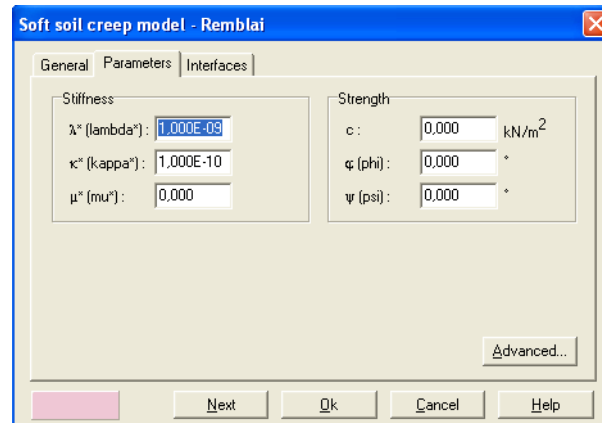 Soft soil creep model - Remblai
General Parameters Interfaces
Stiffness
λ* (lambda*) : 1,000E-09
κ* (kappa*) : 1,000E-10
μ* (mu*) : 0,000
Strength
c : 0,000 kN/m²
φ (phi) : 0,000 °
ψ (psi) : 0,000 °
Advanced...
Next Ok Cancel Help